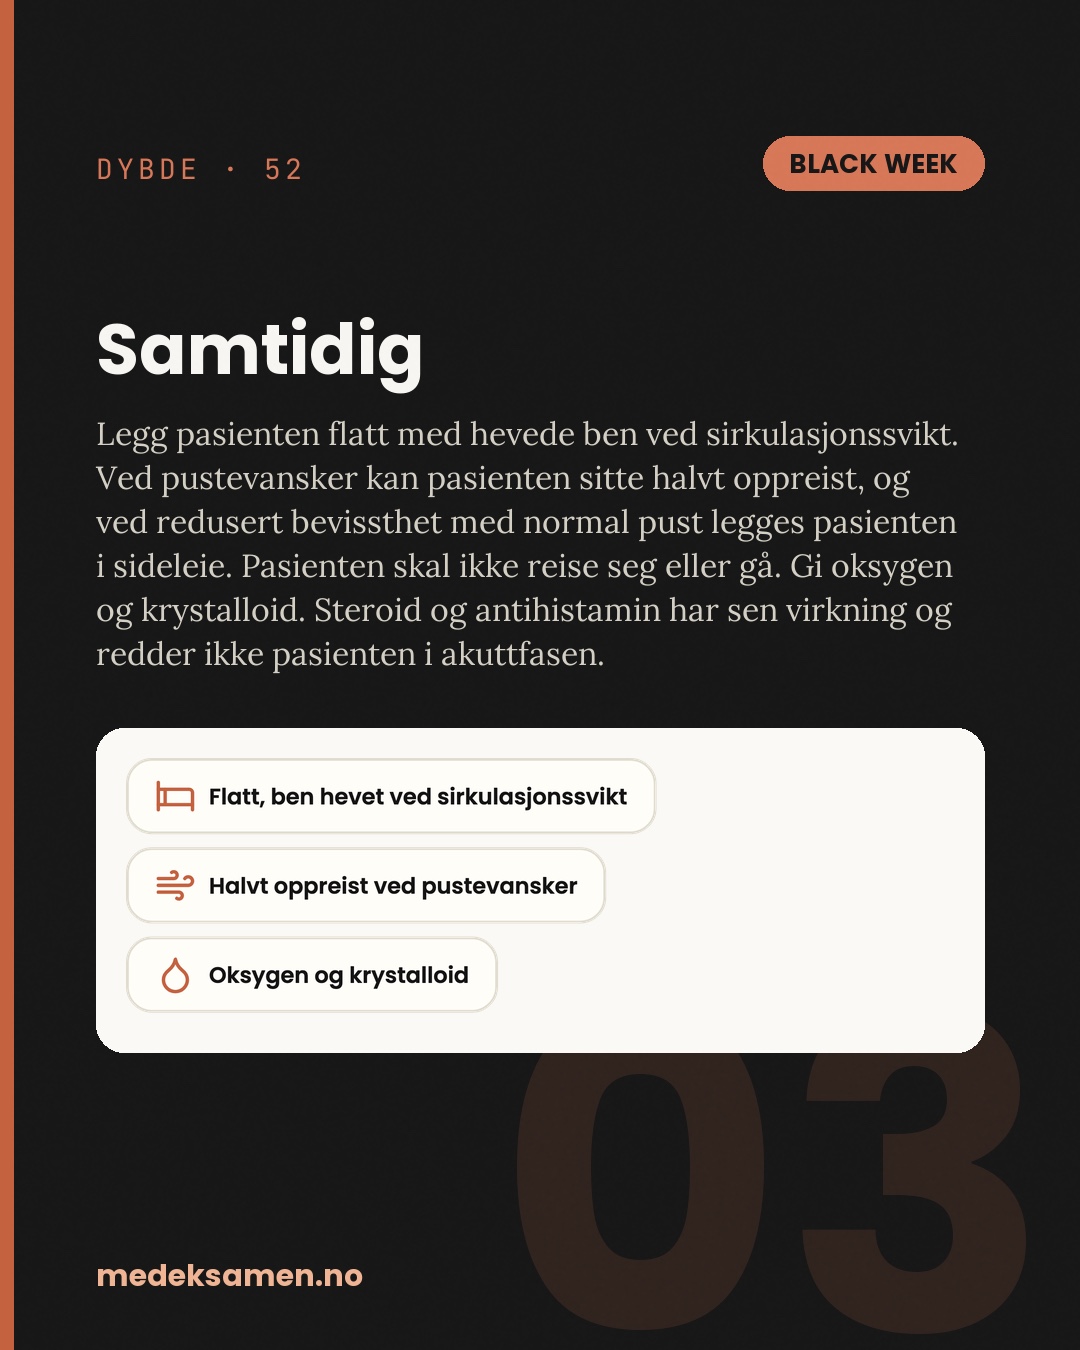 DYBDE · 52
BLACK WEEK
Samtidig
Legg pasienten flatt med hevede ben ved sirkulasjonssvikt.
Ved pustevansker kan pasienten sitte halvt oppreist, og
ved redusert bevissthet med normal pust legges pasienten
i sideleie. Pasienten skal ikke reise seg eller gå. Gi oksygen
og krystalloid. Steroid og antihistamin har sen virkning og
redder ikke pasienten i akuttfasen.
Flatt, ben hevet ved sirkulasjonssvikt
Halvt oppreist ved pustevansker
Oksygen og krystalloid
03
medeksamen.no